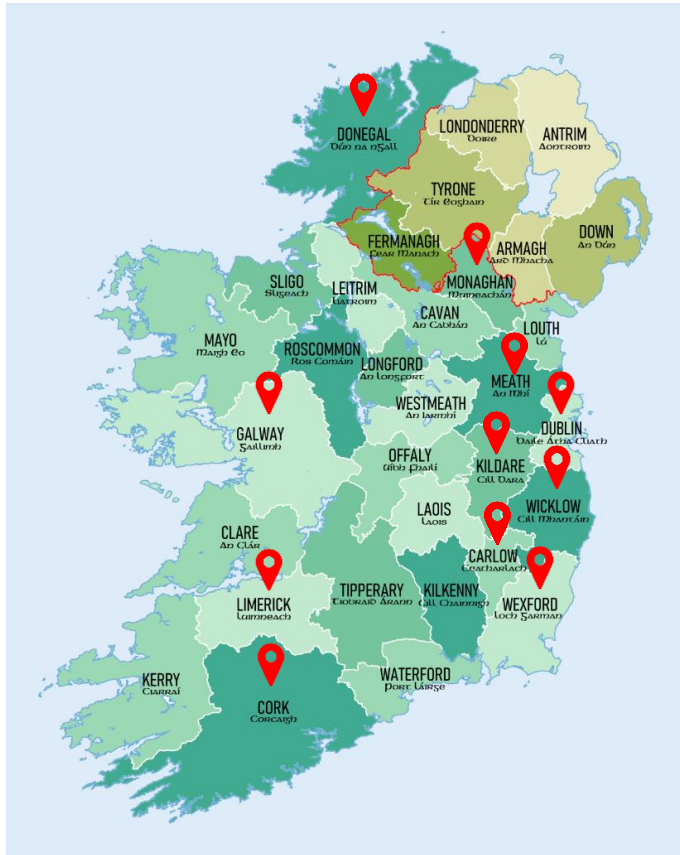 DONEGAL
Dún na nGall
LONDONDERRY
Doire
ANTRIM
Aontroim
TYRONE
Tír Eoghain
FERMANAGH
Fear Manach
ARMAGH
Ard Mhacha
DOWN
An Dún
MONAGHAN
Muineachán
SLIGO
Sligeach
LEITRIM
Liatroim
CAVAN
An Cabhán
LOUTH
Lú
MAYO
Maigh Eo
ROSCOMMON
Ros Comáin
LONGFORD
An Longfort
MEATH
An Mhí
WESTMEATH
An Iarmhí
DUBLIN
Baile Átha Cliath
GALWAY
Gaillimh
OFFALY
Uíbh Fhailí
KILDARE
Cill Dara
WICKLOW
Cill Mhantáin
LAOIS
Laois
CLARE
An Clár
CARLOW
Ceatharlach
TIPPERARY
Tiobraid Árann
KILKENNY
Cill Chainnigh
WEXFORD
Loch Garman
LIMERICK
Luimneach
WATERFORD
Port Láirge
KERRY
Ciarraí
CORK
Corcaigh